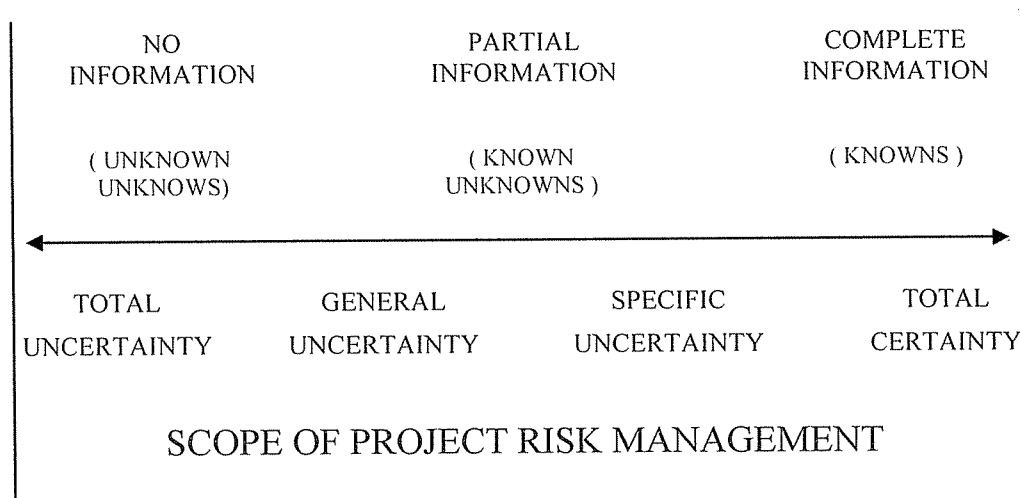 NO PARTIAL COMPLETE
INFORMATION INFORMATION INFORMATION
( UNKNOWN ( KNOWN ( KNOWNS )
UNKNOWS) UNKNOWNS )
TOTAL GENERAL SPECIFIC TOTAL
UNCERTAINTY UNCERTAINTY UNCERTAINTY CERTAINTY
SCOPE OF PROJECT RISK MANAGEMENT